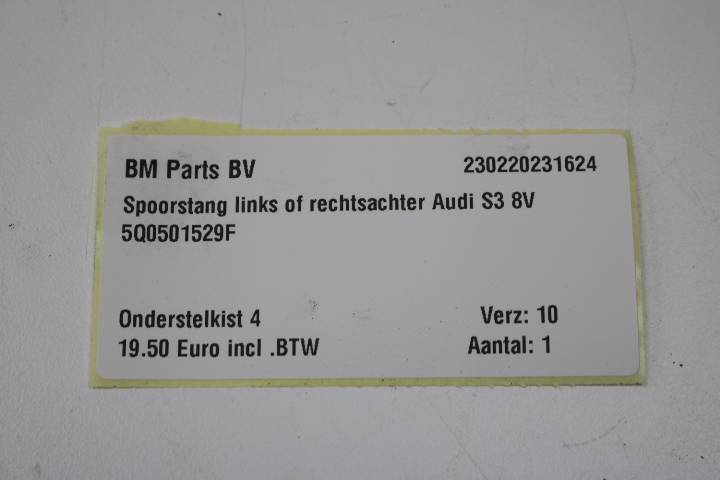 BM Parts BV 230220231624
Spoorstang links of rechtsachter Audi S3 8V
5Q0501529F
Onderstelkist 4 Verz: 10
19.50 Euro incl .BTW Aantal: 1